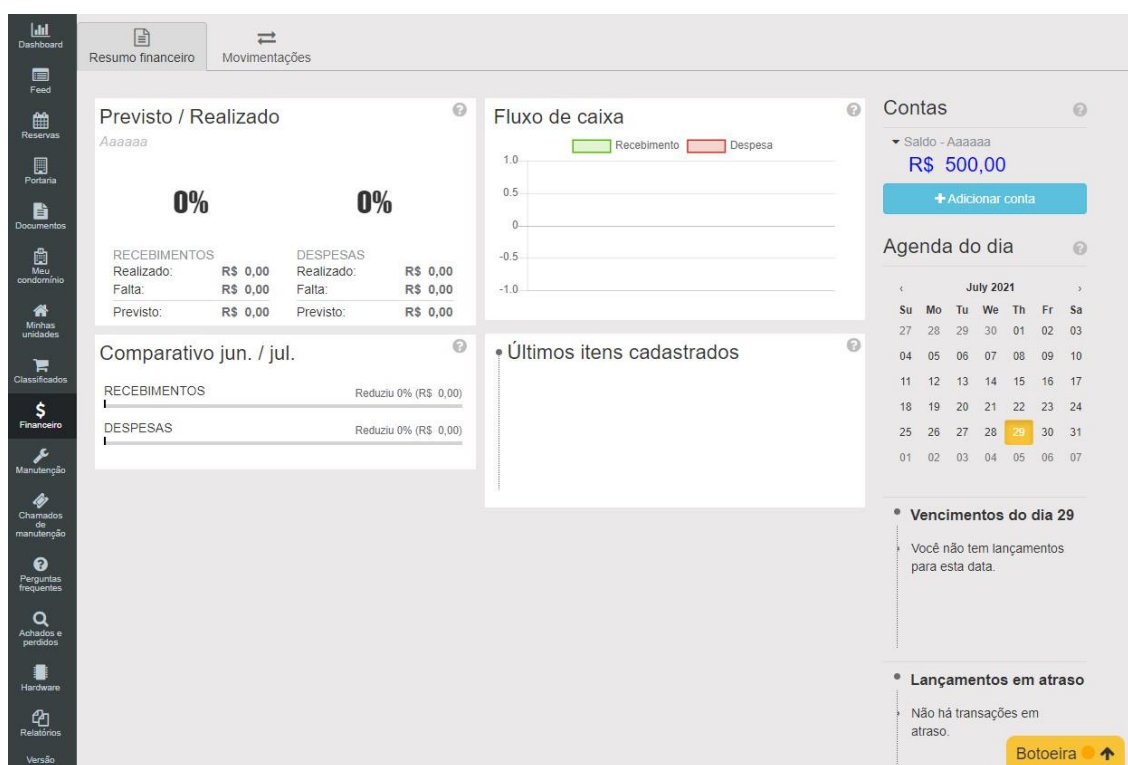 Dashboard
Feed
Reservas
Portaria
Documentos
Meu
condomínio
Minhas
unidades
Classificados
$
Financeiro
Manutenção
Chamados
de
manutenção
Perguntas
frequentes
Achados e
perdidos
Hardware
Relatórios
Versão
Resumo financeiro
Movimentações
Previsto / Realizado
Aaaaaa
0% 0%
RECEBIMENTOS DESPESAS
Realizado: R$ 0,00 Realizado: R$ 0,00
Falta: R$ 0,00 Falta: R$ 0,00
Previsto: R$ 0,00 Previsto: R$ 0,00
Fluxo de caixa
Recebimento Despesa
1.0
0.5
0
-0.5
-1.0
Comparativo jun. / jul.
RECEBIMENTOS Reduziu 0% (R$ 0,00)
DESPESAS Reduziu 0% (R$ 0,00)
Últimos itens cadastrados
Contas
Saldo - Aaaaaa
R$ 500,00
+ Adicionar conta
Agenda do dia
‹ July 2021 ›
Su Mo Tu We Th Fr Sa
27 28 29 30 01 02 03
04 05 06 07 08 09 10
11 12 13 14 15 16 17
18 19 20 21 22 23 24
25 26 27 28 29 30 31
01 02 03 04 05 06 07
Vencimentos do dia 29
Você não tem lançamentos
para esta data.
Lançamentos em atraso
Não há transações em
atraso.
Botoeira